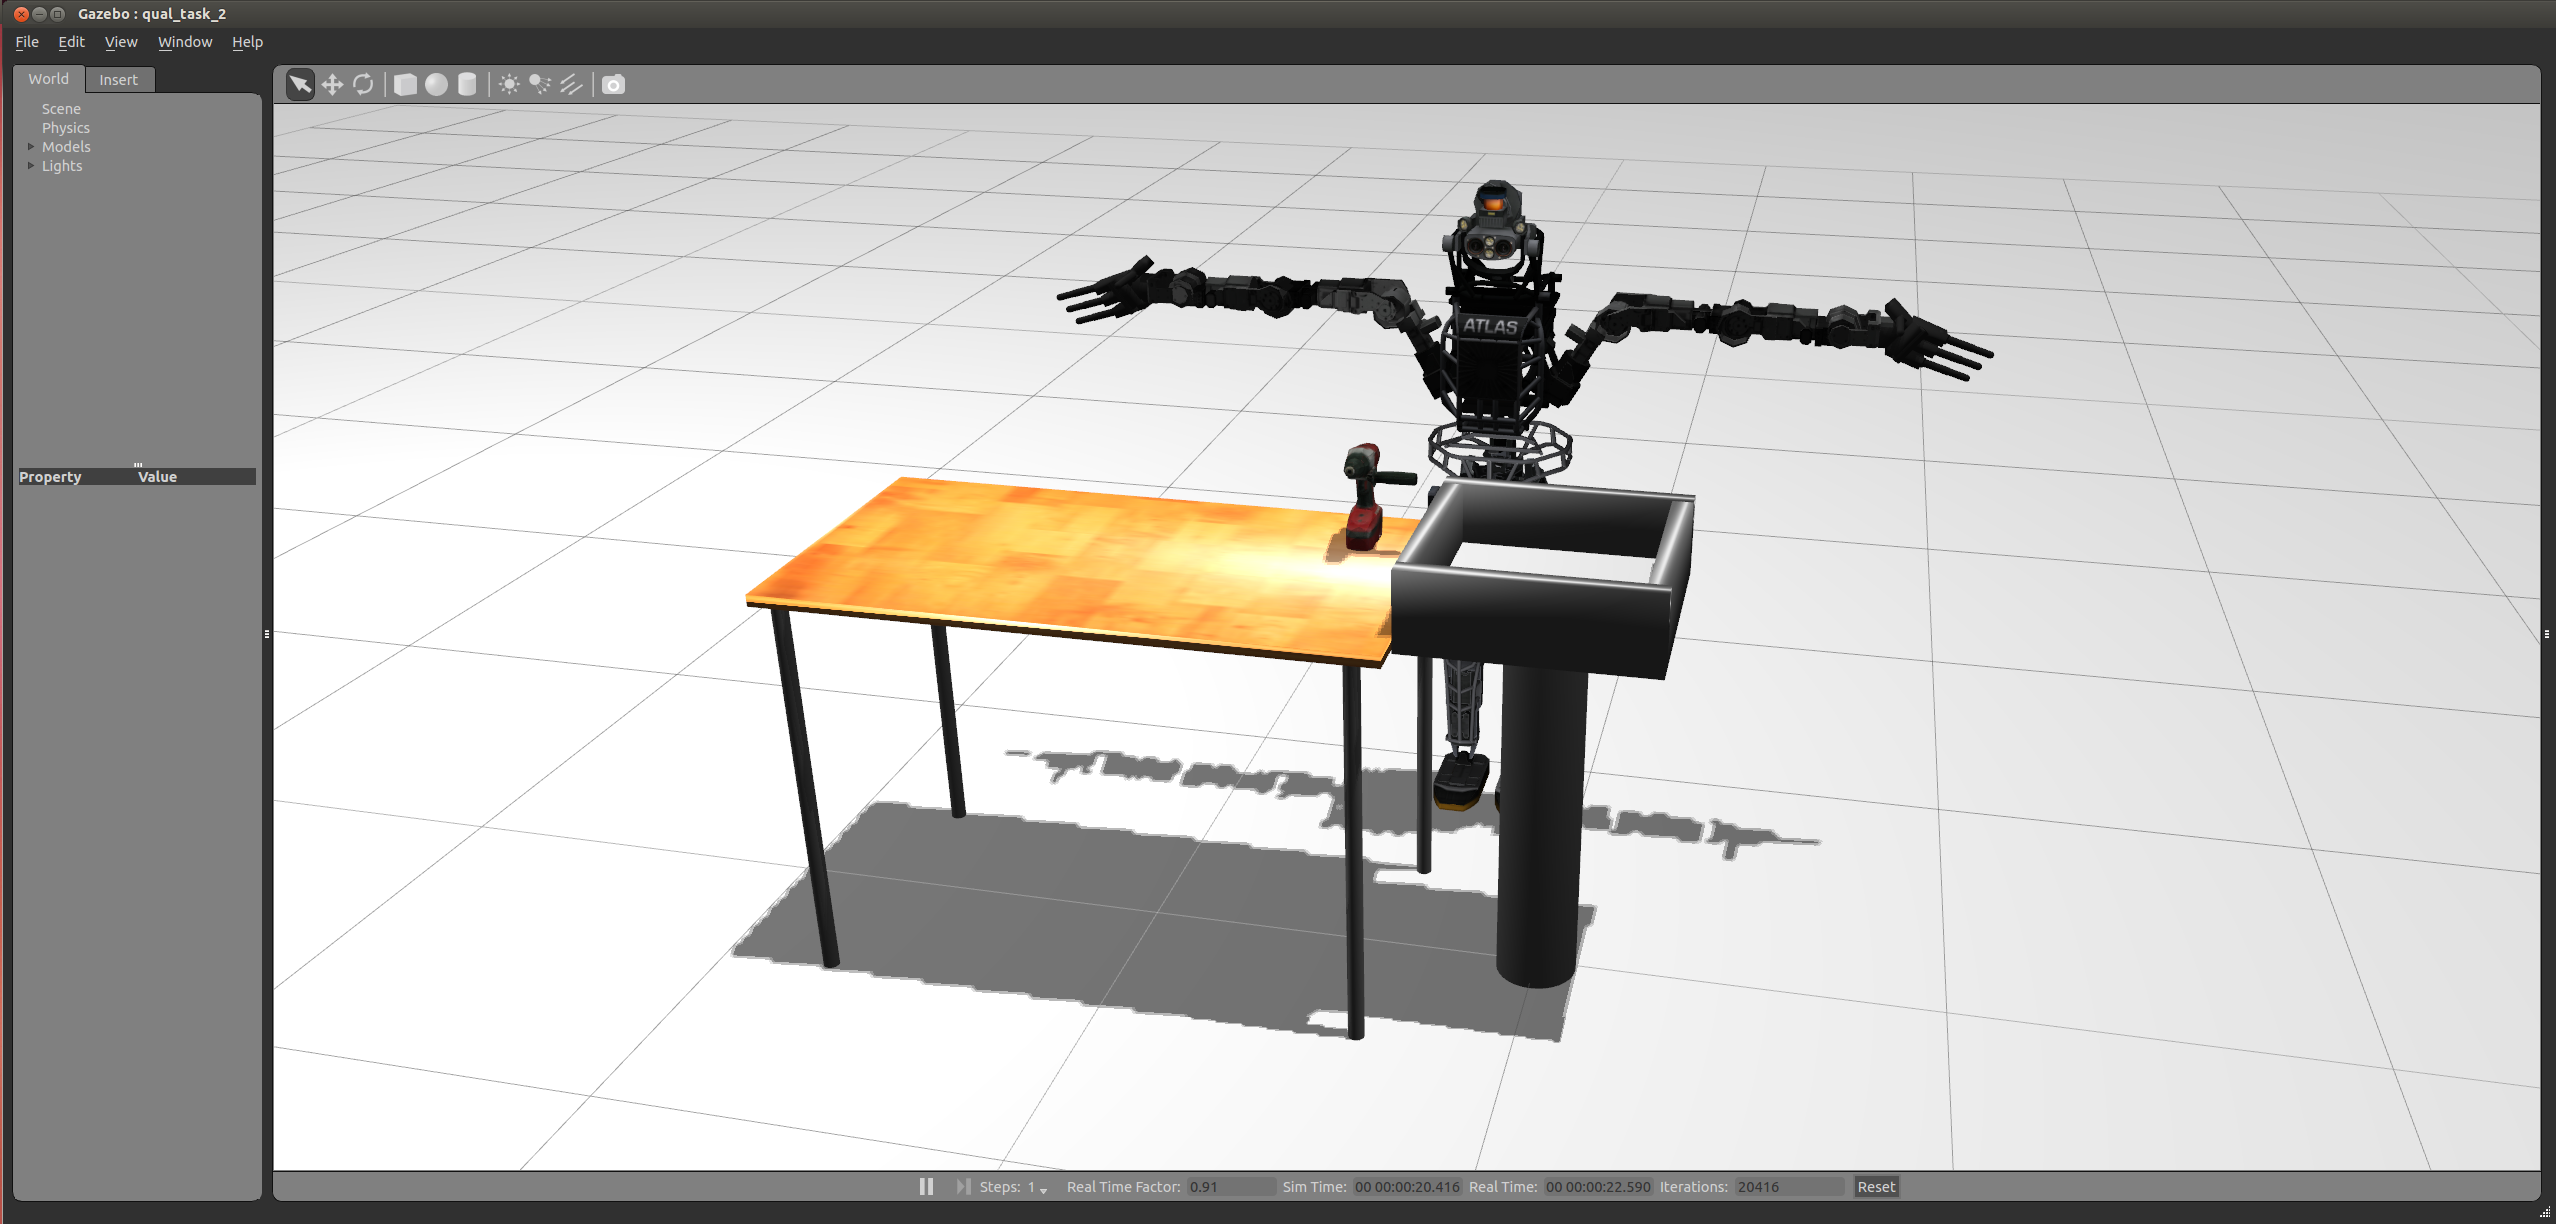 Gazebo : qual_task_2
File Edit View Window Help
World Insert
Scene
Physics
Models
Lights
Property Value
ATLAS
Steps: 1 Real Time Factor: 0.91 Sim Time: 00 00:00:20.416 Real Time: 00 00:00:22.590 Iterations: 20416 Reset